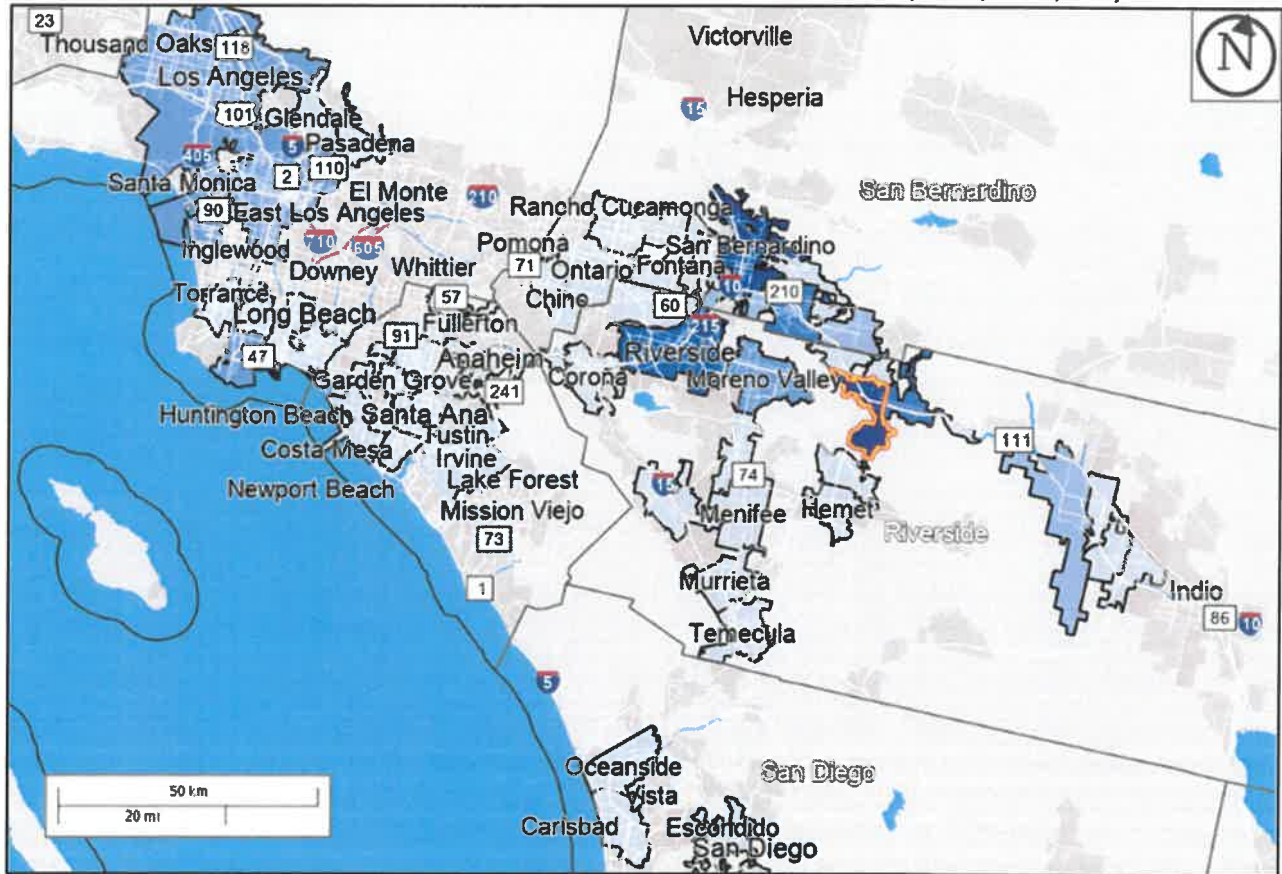 23
Victorville
Thousand Oaks
118
Los Angeles
Hesperia
15
101
Glendale
5
Pasadena
405
2
110
Santa Monica
El Monte
210
San Bernardino
90
East Los Angeles
Rancho Cucamonga
Inglewood
710
605
Pomona
San Bernardino
Downey
Whittier
71
Ontario
Fontana
10
210
Torrance
57
Chino
60
Long Beach
Fullerton
215
91
Anaheim
Riverside
47
Garden Grove
241
Corona
Moreno Valley
Huntington Beach
Santa Ana
Tustin
111
Costa Mesa
Irvine
Newport Beach
Lake Forest
15
74
Mission Viejo
Menifee
Hemet
73
Riverside
1
Murrieta
Indio
86
10
Temecula
5
Oceanside
San Diego
Vista
50 km
20 mi
Carlsbad
Escondido
San Diego
N